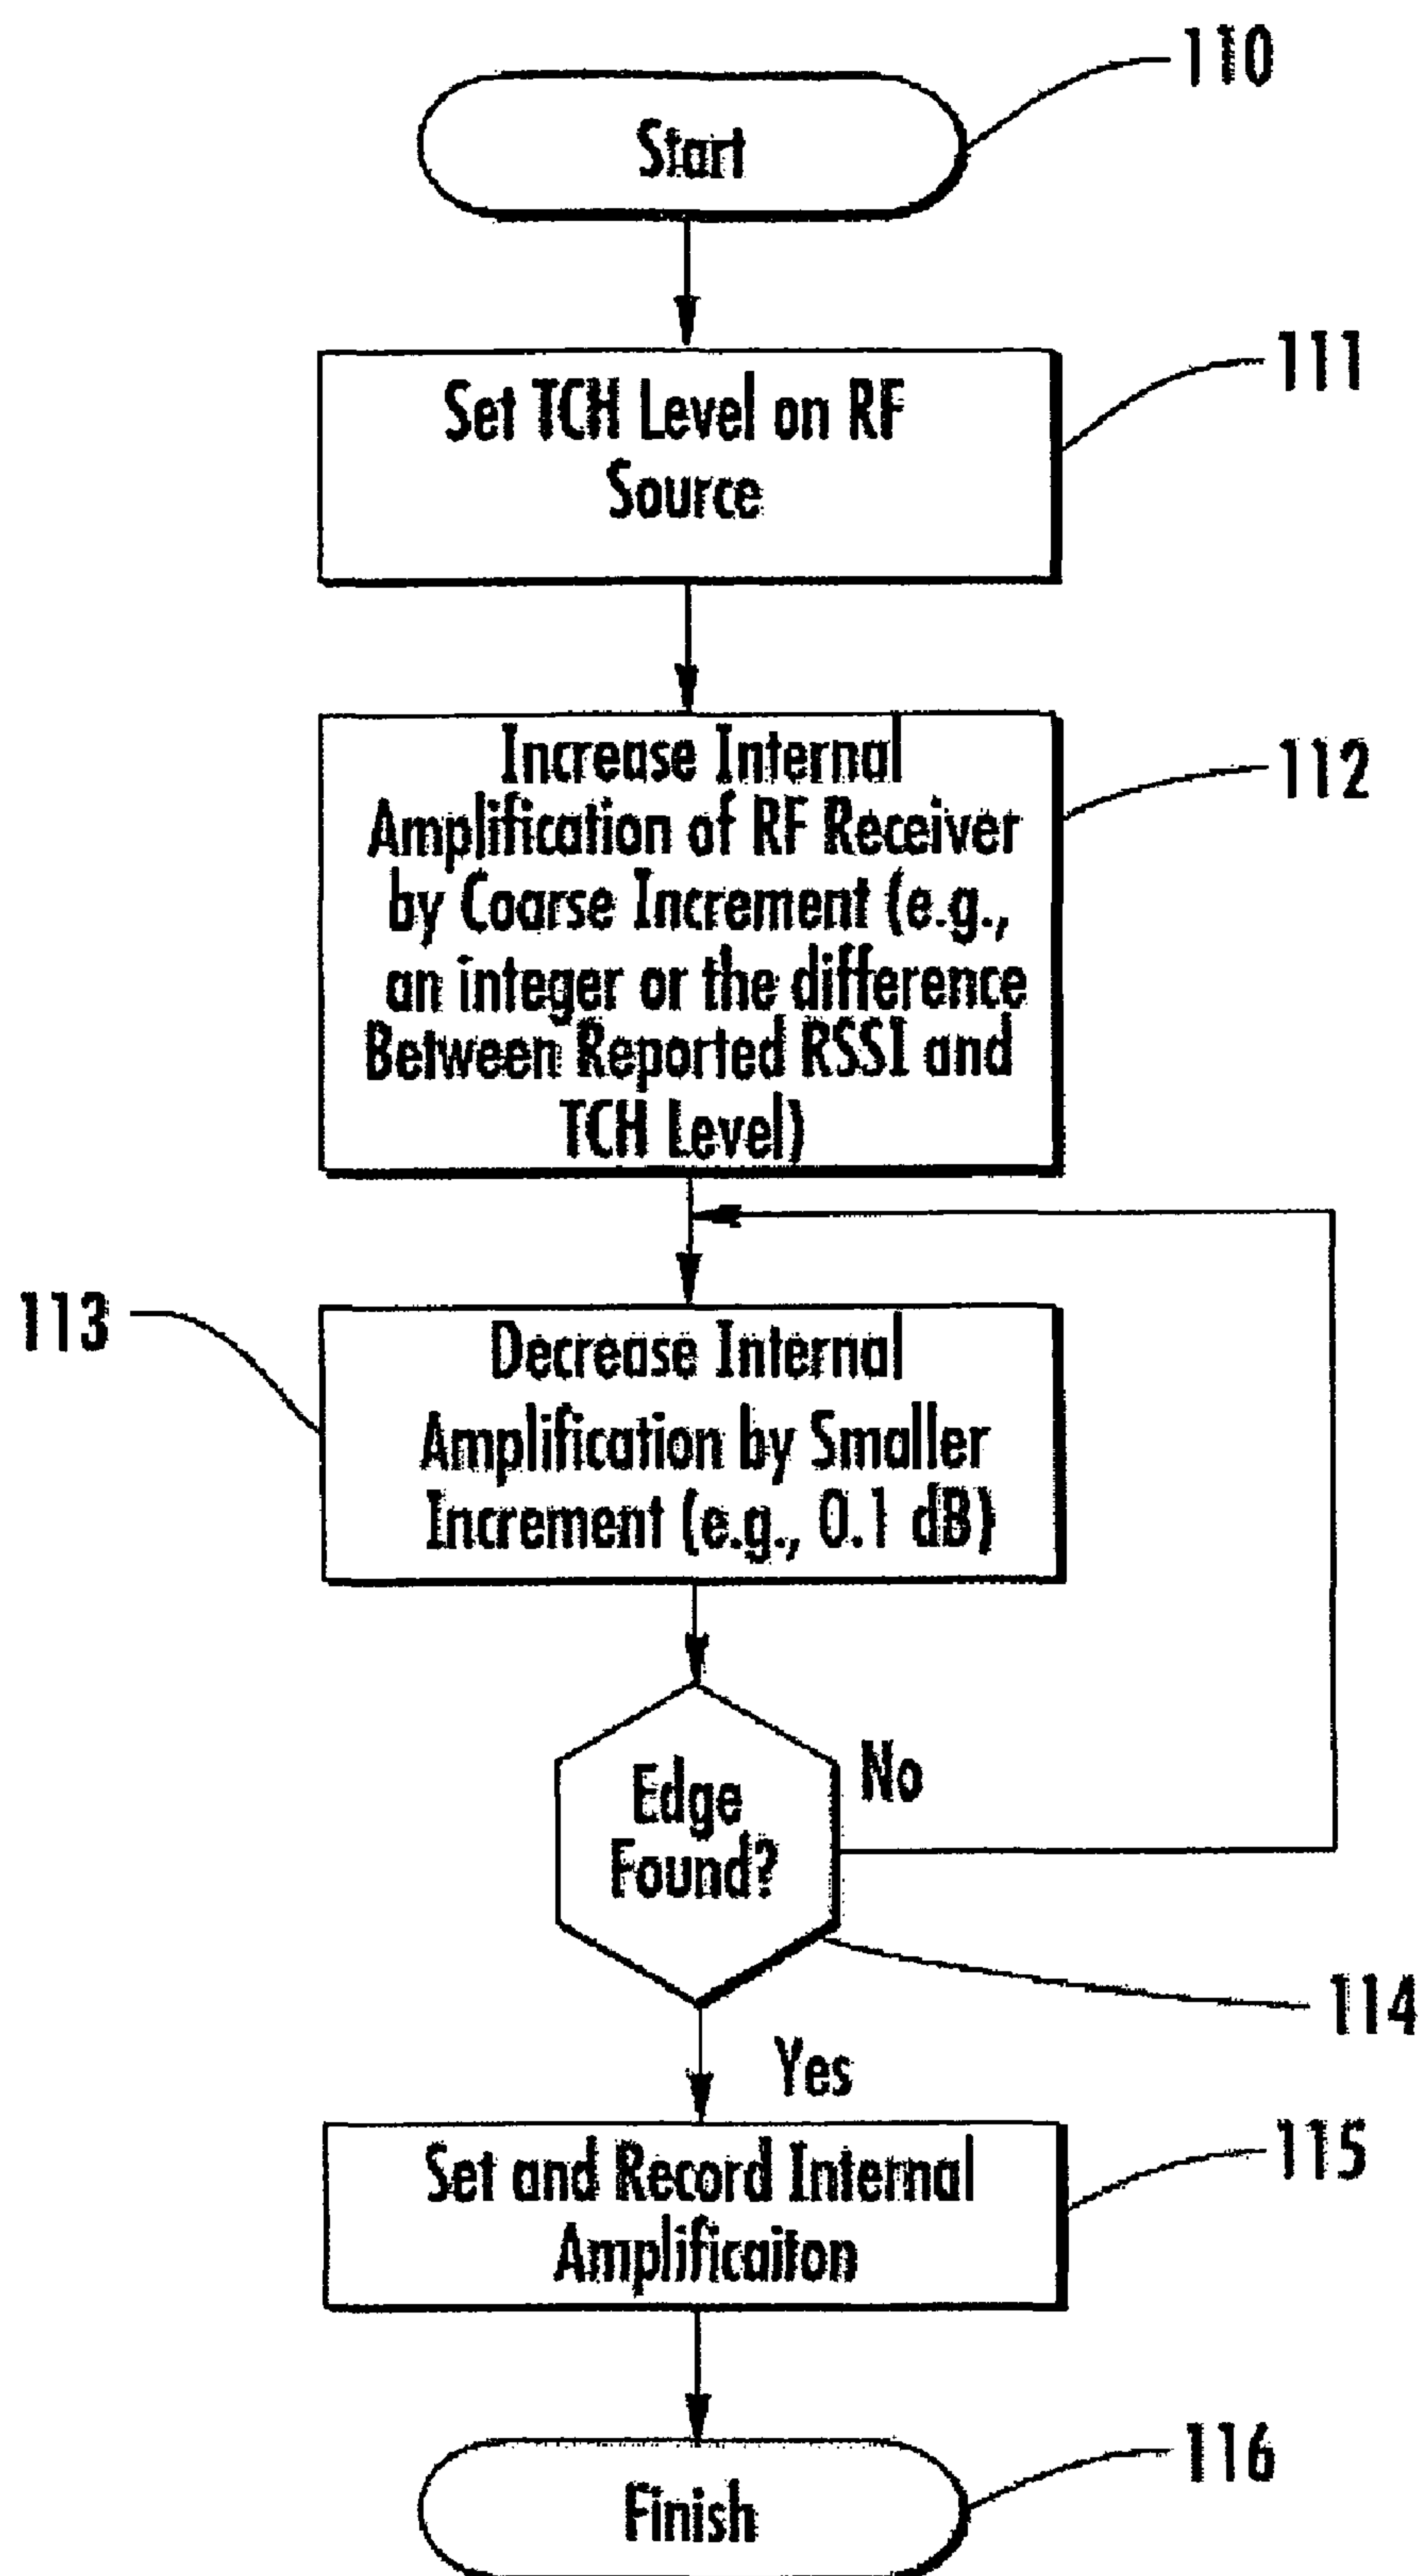 110
Start
111
Set TCH Level on RF
Source
112
Increase Internal
Amplification of RF Receiver
by Coarse Increment (e.g.,
an integer or the difference
Between Reported RSSI and
TCH Level)
113
Decrease Internal
Amplification by Smaller
Increment (e.g., 0.1 dB)
Edge
Found?
No
114
Yes
115
Set and Record Internal
Amplificaiton
116
Finish